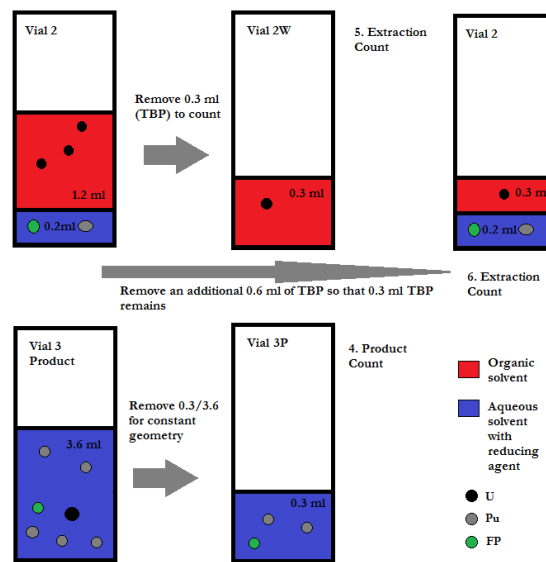 Vial 2
Remove 0.3 ml
(TBP) to count
1.2 ml
0.2ml
Vial 2W
0.3 ml
5. Extraction
Count
Vial 2
0.3 m
0.2 ml
Remove an additional 0.6 ml of TBP so that 0.3 ml TBP
remains
6. Extraction
Count
Vial 3
Product
3.6 ml
Remove 0.3/3.6
for constant
geometry
Vial 3P
0.3 ml
4. Product
Count
Organic
solvent
Aqueous
solvent
with
reducing
agent
U
Pu
FP